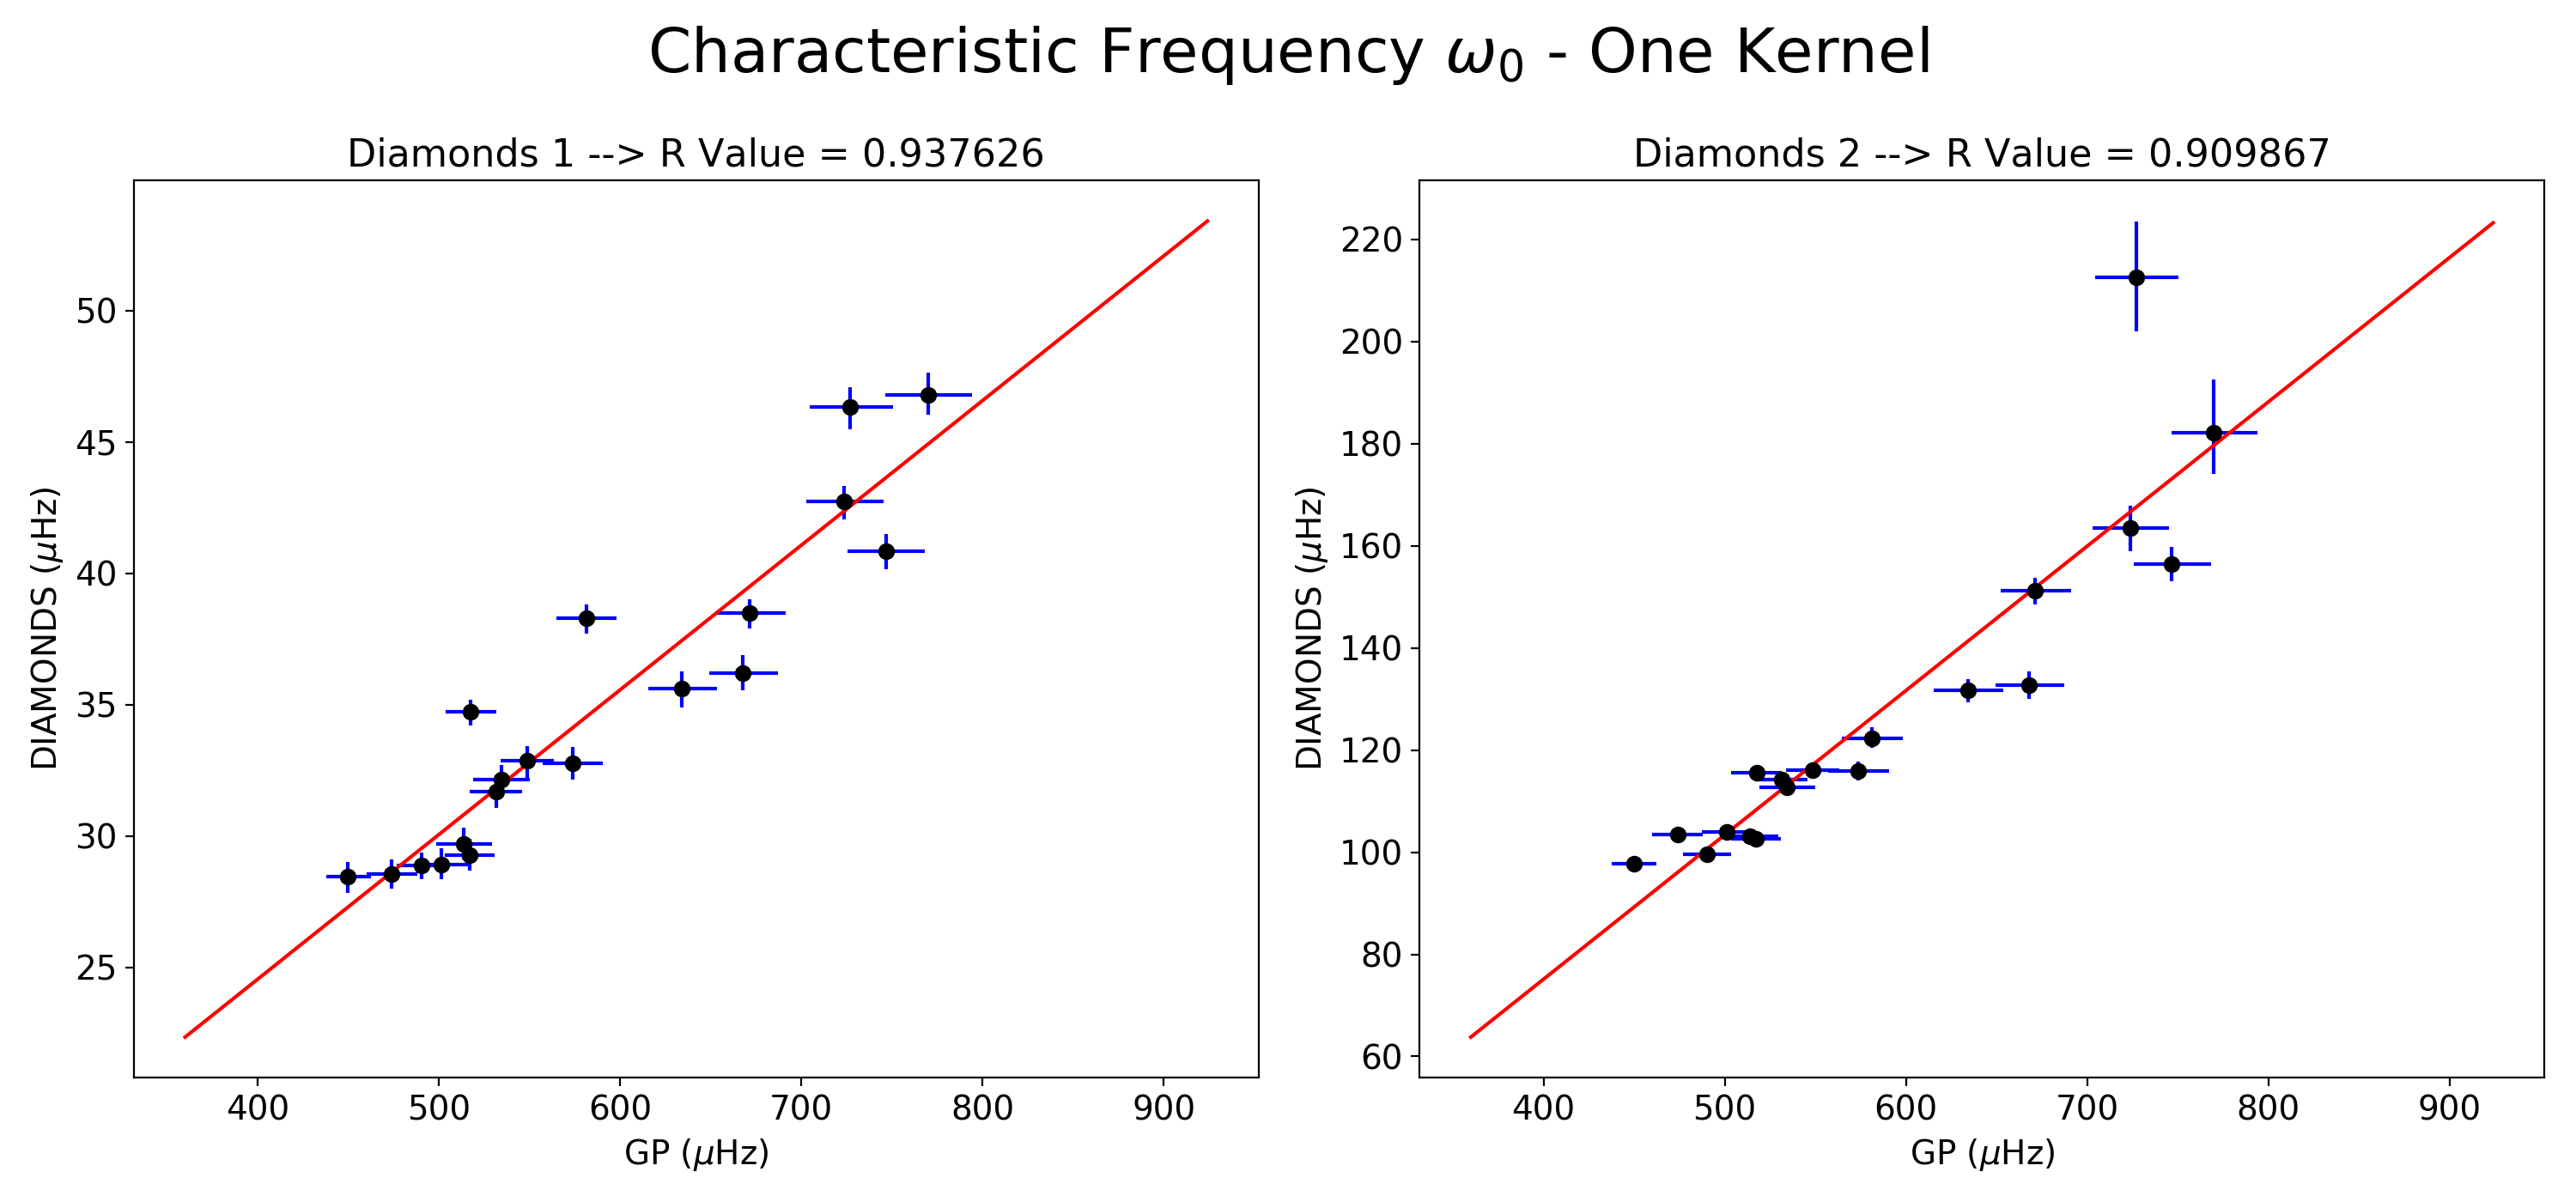 Characteristic Frequency ω₀ - One Kernel
Diamonds 1 --> R Value = 0.937626
DIAMONDS (μHz)
50
45
40
35
30
25
400 500 600 700 800 900
GP (μHz)
Diamonds 2 --> R Value = 0.909867
DIAMONDS (μHz)
220
200
180
160
140
120
100
80
60
400 500 600 700 800 900
GP (μHz)